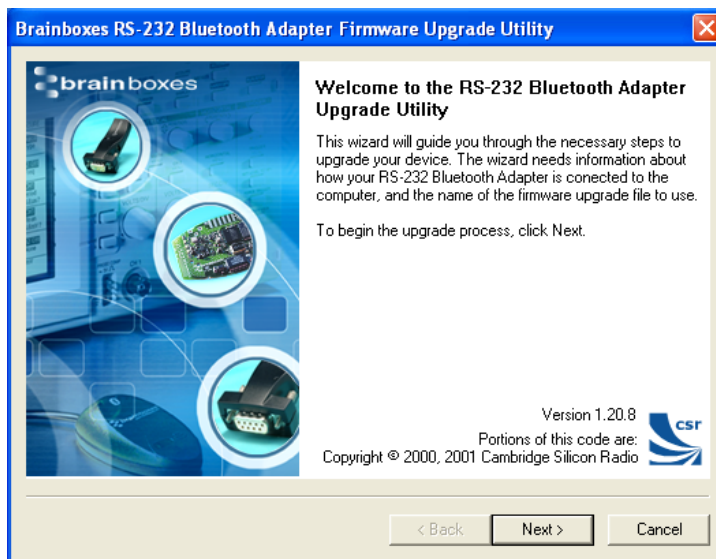 Brainboxes RS-232 Bluetooth Adapter Firmware Upgrade Utility
brainboxes
Welcome to the RS-232 Bluetooth Adapter
Upgrade Utility
This wizard will guide you through the necessary steps to
upgrade your device. The wizard needs information about
how your RS-232 Bluetooth Adapter is conected to the
computer, and the name of the firmware upgrade file to use.
To begin the upgrade process, click Next.
Version 1.20.8
csr
Portions of this code are:
Copyright © 2000, 2001 Cambridge Silicon Radio
< Back
Next >
Cancel